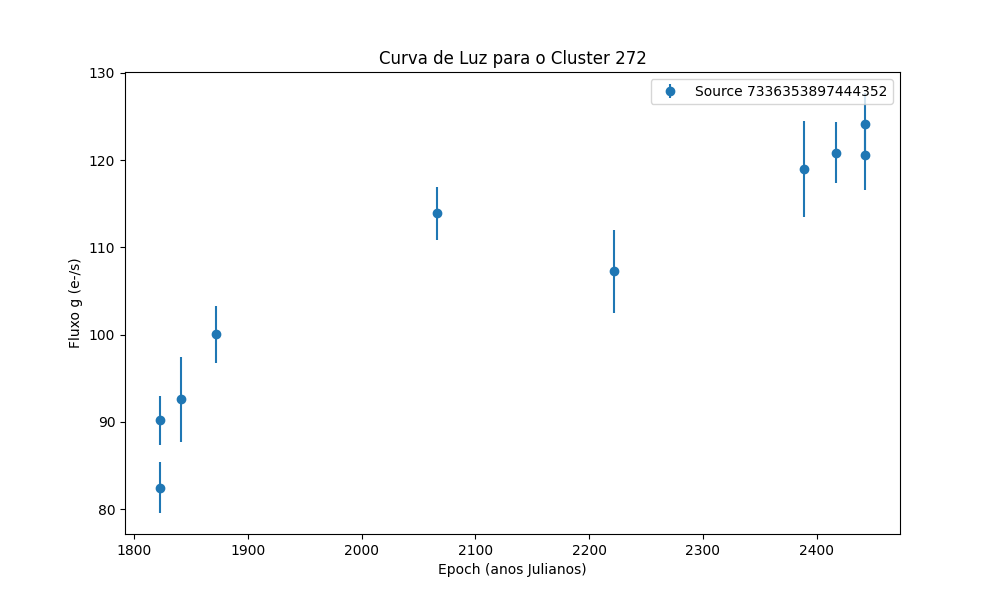 Curva de Luz para o Cluster 272
Source 7336353897444352
130
120
110
100
90
80
Fluxo g (e-/s)
1800 1900 2000 2100 2200 2300 2400
Epoch (anos Julianos)